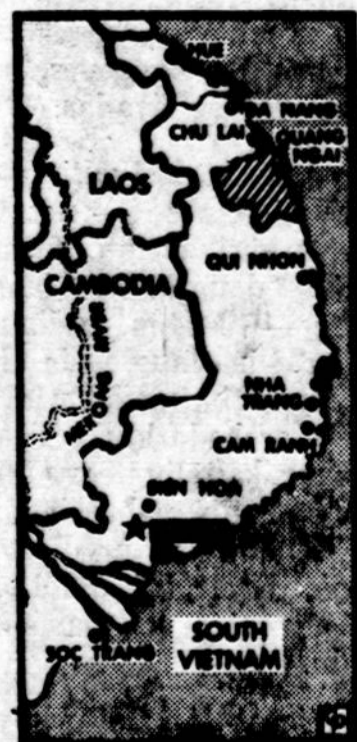 HUE
DA NANG
CHU LAI
QUANG
NGAI
LAOS
QUI NHON
CAMBODIA
MEKONG
RIVER
NHA
TRANG
CAM RANH
BIEN HOA
SOC TRANG
SOUTH
VIETNAM